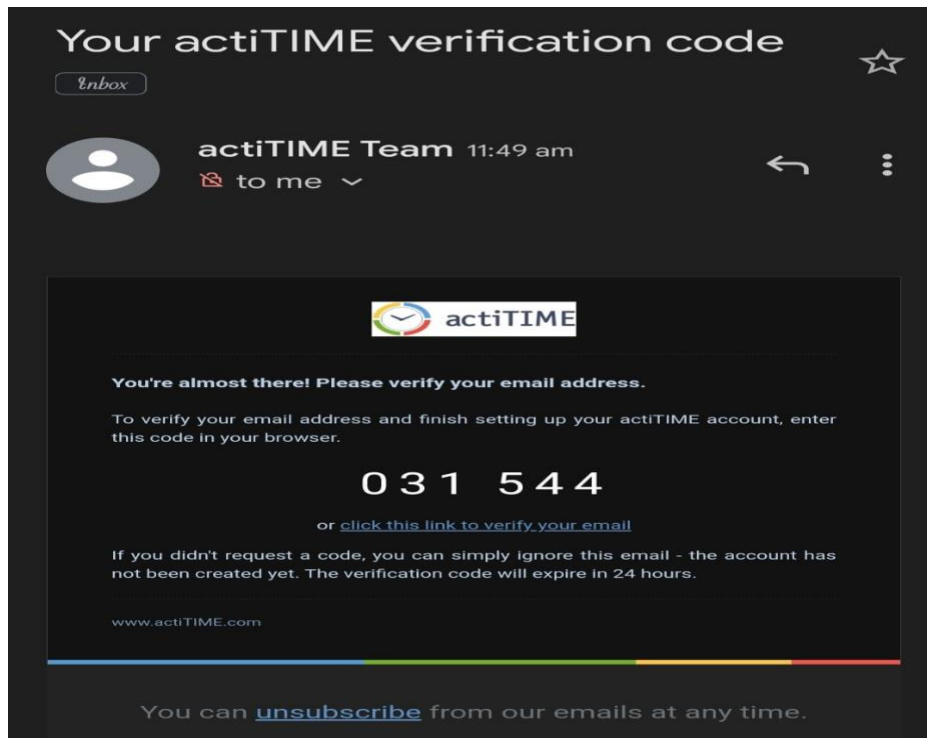 Your actiTIME verification code
Inbox
actiTIME Team 11:49 am
to me
actiTIME
You're almost there! Please verify your email address.
To verify your email address and finish setting up your actiTIME account, enter
this code in your browser.
031 544
or click this link to verify your email
If you didn't request a code, you can simply ignore this email - the account has
not been created yet. The verification code will expire in 24 hours.
www.actiTIME.com
You can unsubscribe from our emails at any time.